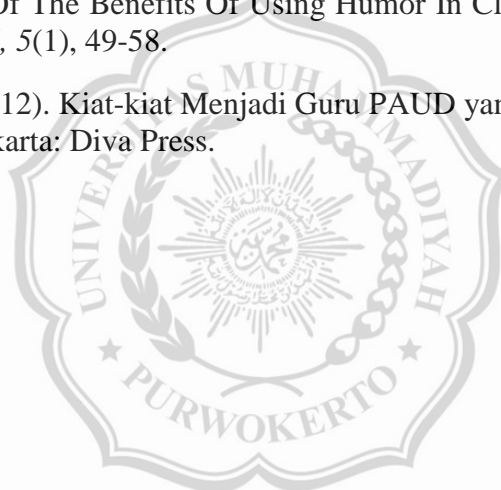 Of The Benefits Of Using Humor In Cl
, 5(1), 49-58.
12). Kiat-kiat Menjadi Guru PAUD yan
karta: Diva Press.
UNIVERSITAS MUHAMMADIYAH
PURWOKERTO